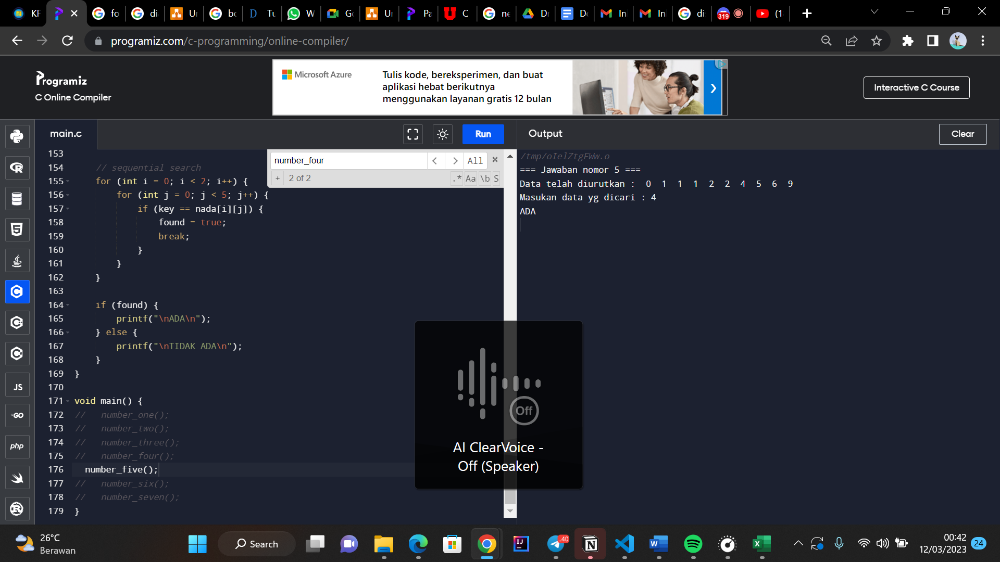 KF
fo
di
Ur
bo
D Tu
W
Go
Ur
Pa
C
ne
Dr
Do
In
In
di
319
(1
programiz.com/c-programming/online-compiler/
Programiz
C Online Compiler
Microsoft Azure
Tulis kode, bereksperimen, dan buat
aplikasi hebat berikutnya
menggunakan layanan gratis 12 bulan
Interactive C Course
main.c
Run
Output
Clear
number_four
All
+
2 of 2
.* Aa \b S
153
154 // sequential search
155 for (int i = 0; i < 2; i++) {
156 for (int j = 0; j < 5; j++) {
157 if (key == nada[i][j]) {
158 found = true;
159 break;
160 }
161 }
162 }
163
164 if (found) {
165 printf("\nADA\n");
166 } else {
167 printf("\nTIDAK ADA\n");
168 }
169 }
170
171 void main() {
172 // number_one();
173 // number_two();
174 // number_three();
175 // number_four();
176 number_five();
177 // number_six();
178 // number_seven();
179 }
/tmp/oIelZtgFWw.o
=== Jawaban nomor 5 ===
Data telah diurutkan : 0 1 1 1 2 2 4 5 6 9
Masukan data yg dicari : 4
ADA
JS
GO
php
Off
AI ClearVoice -
Off (Speaker)
26°C
Berawan
Search
IJ
40
00:42
12/03/2023
24